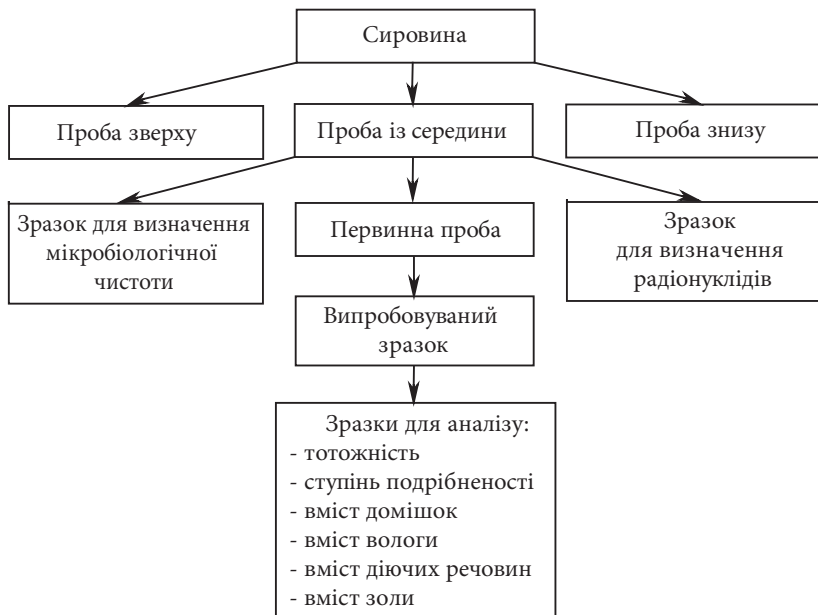 Сировина
Проба зверху
Проба із середини
Проба знизу
Зразок для визначення
мікробіологічної
чистоти
Первинна проба
Зразок
для визначення
радіонуклідів
Випробовуваний
зразок
Зразки для аналізу:
- тотожність
- ступінь подрібненості
- вміст домішок
- вміст вологи
- вміст діючих речовин
- вміст золи